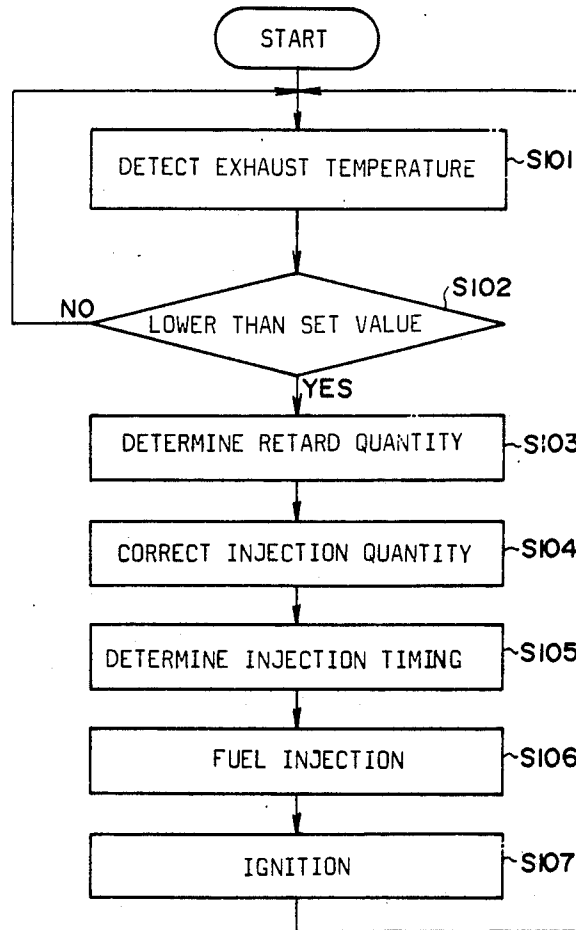 START
DETECT EXHAUST TEMPERATURE
S101
S102
LOWER THAN SET VALUE
NO
YES
DETERMINE RETARD QUANTITY
S103
CORRECT INJECTION QUANTITY
S104
DETERMINE INJECTION TIMING
S105
FUEL INJECTION
S106
IGNITION
S107